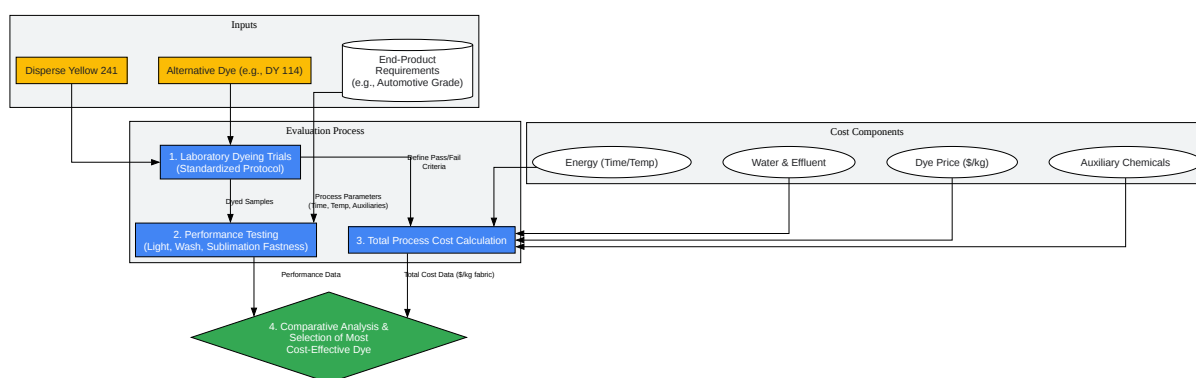 Inputs
Disperse Yellow 241
Alternative Dye (e.g., DY 114)
End-Product
Requirements
(e.g., Automotive Grade)
Evaluation Process
Cost Components
1. Laboratory Dyeing Trials
(Standardized Protocol)
Define Pass/Fail
Criteria
Energy (Time/Temp)
Water & Effluent
Dye Price ($/kg)
Auxiliary Chemicals
Dyed Samples
Process Parameters
(Time, Temp, Auxiliaries)
2. Performance Testing
(Light, Wash, Sublimation Fastness)
3. Total Process Cost Calculation
Performance Data
Total Cost Data ($/kg fabric)
4. Comparative Analysis &
Selection of Most
Cost-Effective Dye